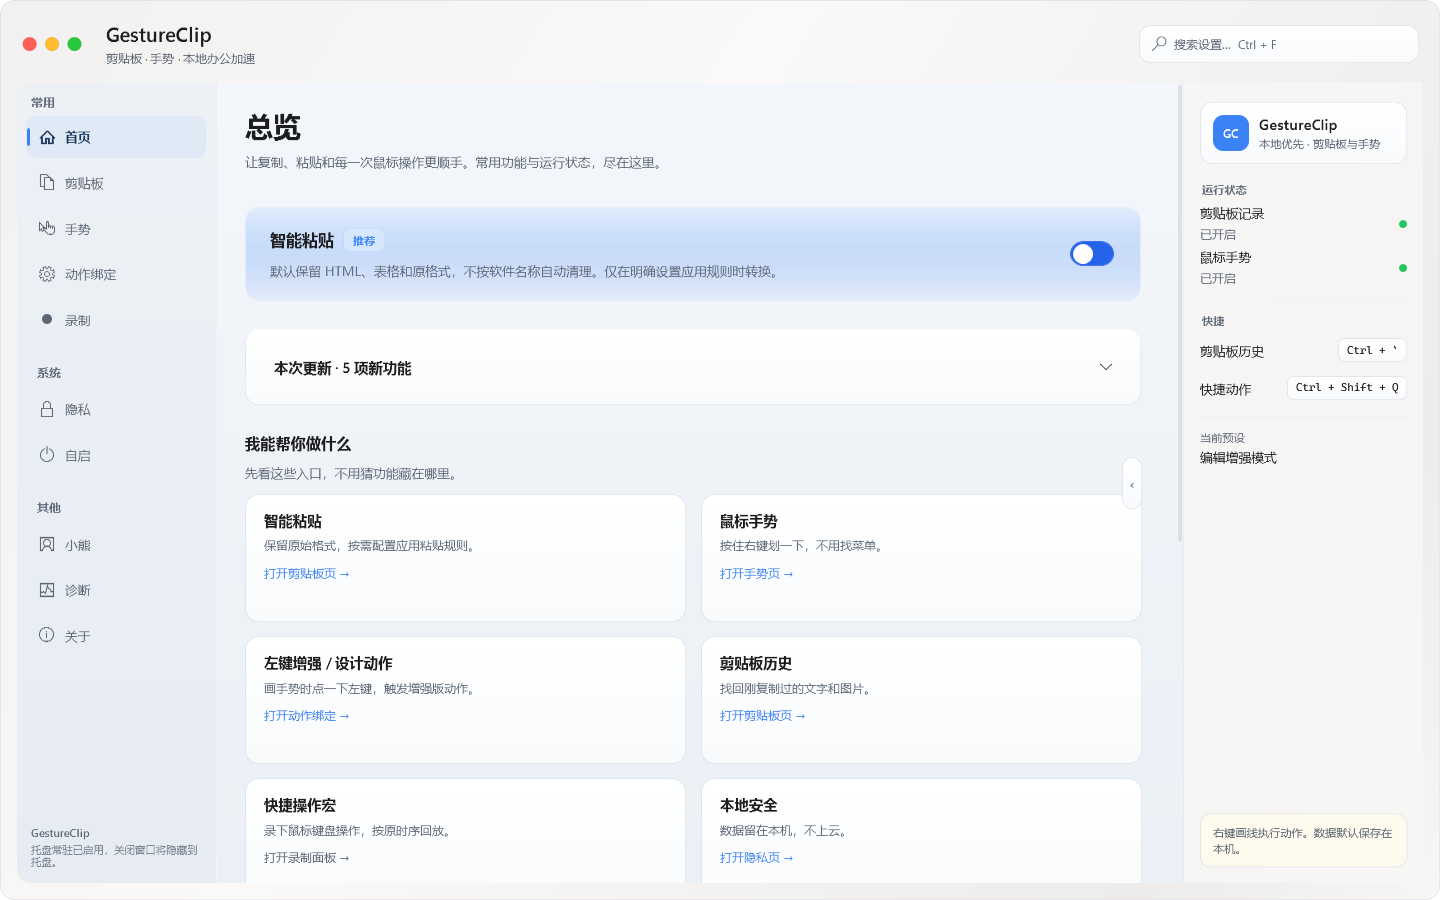 GestureClip
剪贴板 · 手势 · 本地办公加速
搜索设置... Ctrl + F
常用
首页
剪贴板
手势
动作绑定
录制
系统
隐私
自启
其他
小熊
诊断
关于
GestureClip
托盘常驻已启用，关闭窗口将隐藏到
托盘。
总览
让复制、粘贴和每一次鼠标操作更顺手。常用功能与运行状态，尽在这里。
智能粘贴 推荐
默认保留 HTML、表格和原格式，不按软件名称自动清理。仅在明确设置应用规则时转换。
本次更新 · 5 项新功能
我能帮你做什么
先看这些入口，不用猜功能藏在哪里。
智能粘贴
保留原始格式，按需配置应用粘贴规则。
打开剪贴板页 →
鼠标手势
按住右键划一下，不用找菜单。
打开手势页 →
左键增强 / 设计动作
画手势时点一下左键，触发增强版动作。
打开动作绑定 →
剪贴板历史
找回刚复制过的文字和图片。
打开剪贴板页 →
快捷操作宏
录下鼠标键盘操作，按原时序回放。
打开录制面板 →
本地安全
数据留在本机，不上云。
打开隐私页 →
GC
GestureClip
本地优先 · 剪贴板与手势
运行状态
剪贴板记录
已开启
鼠标手势
已开启
快捷
剪贴板历史 Ctrl + `
快捷动作 Ctrl + Shift + Q
当前预设
编辑增强模式
右键画线执行动作。数据默认保存在
本机。